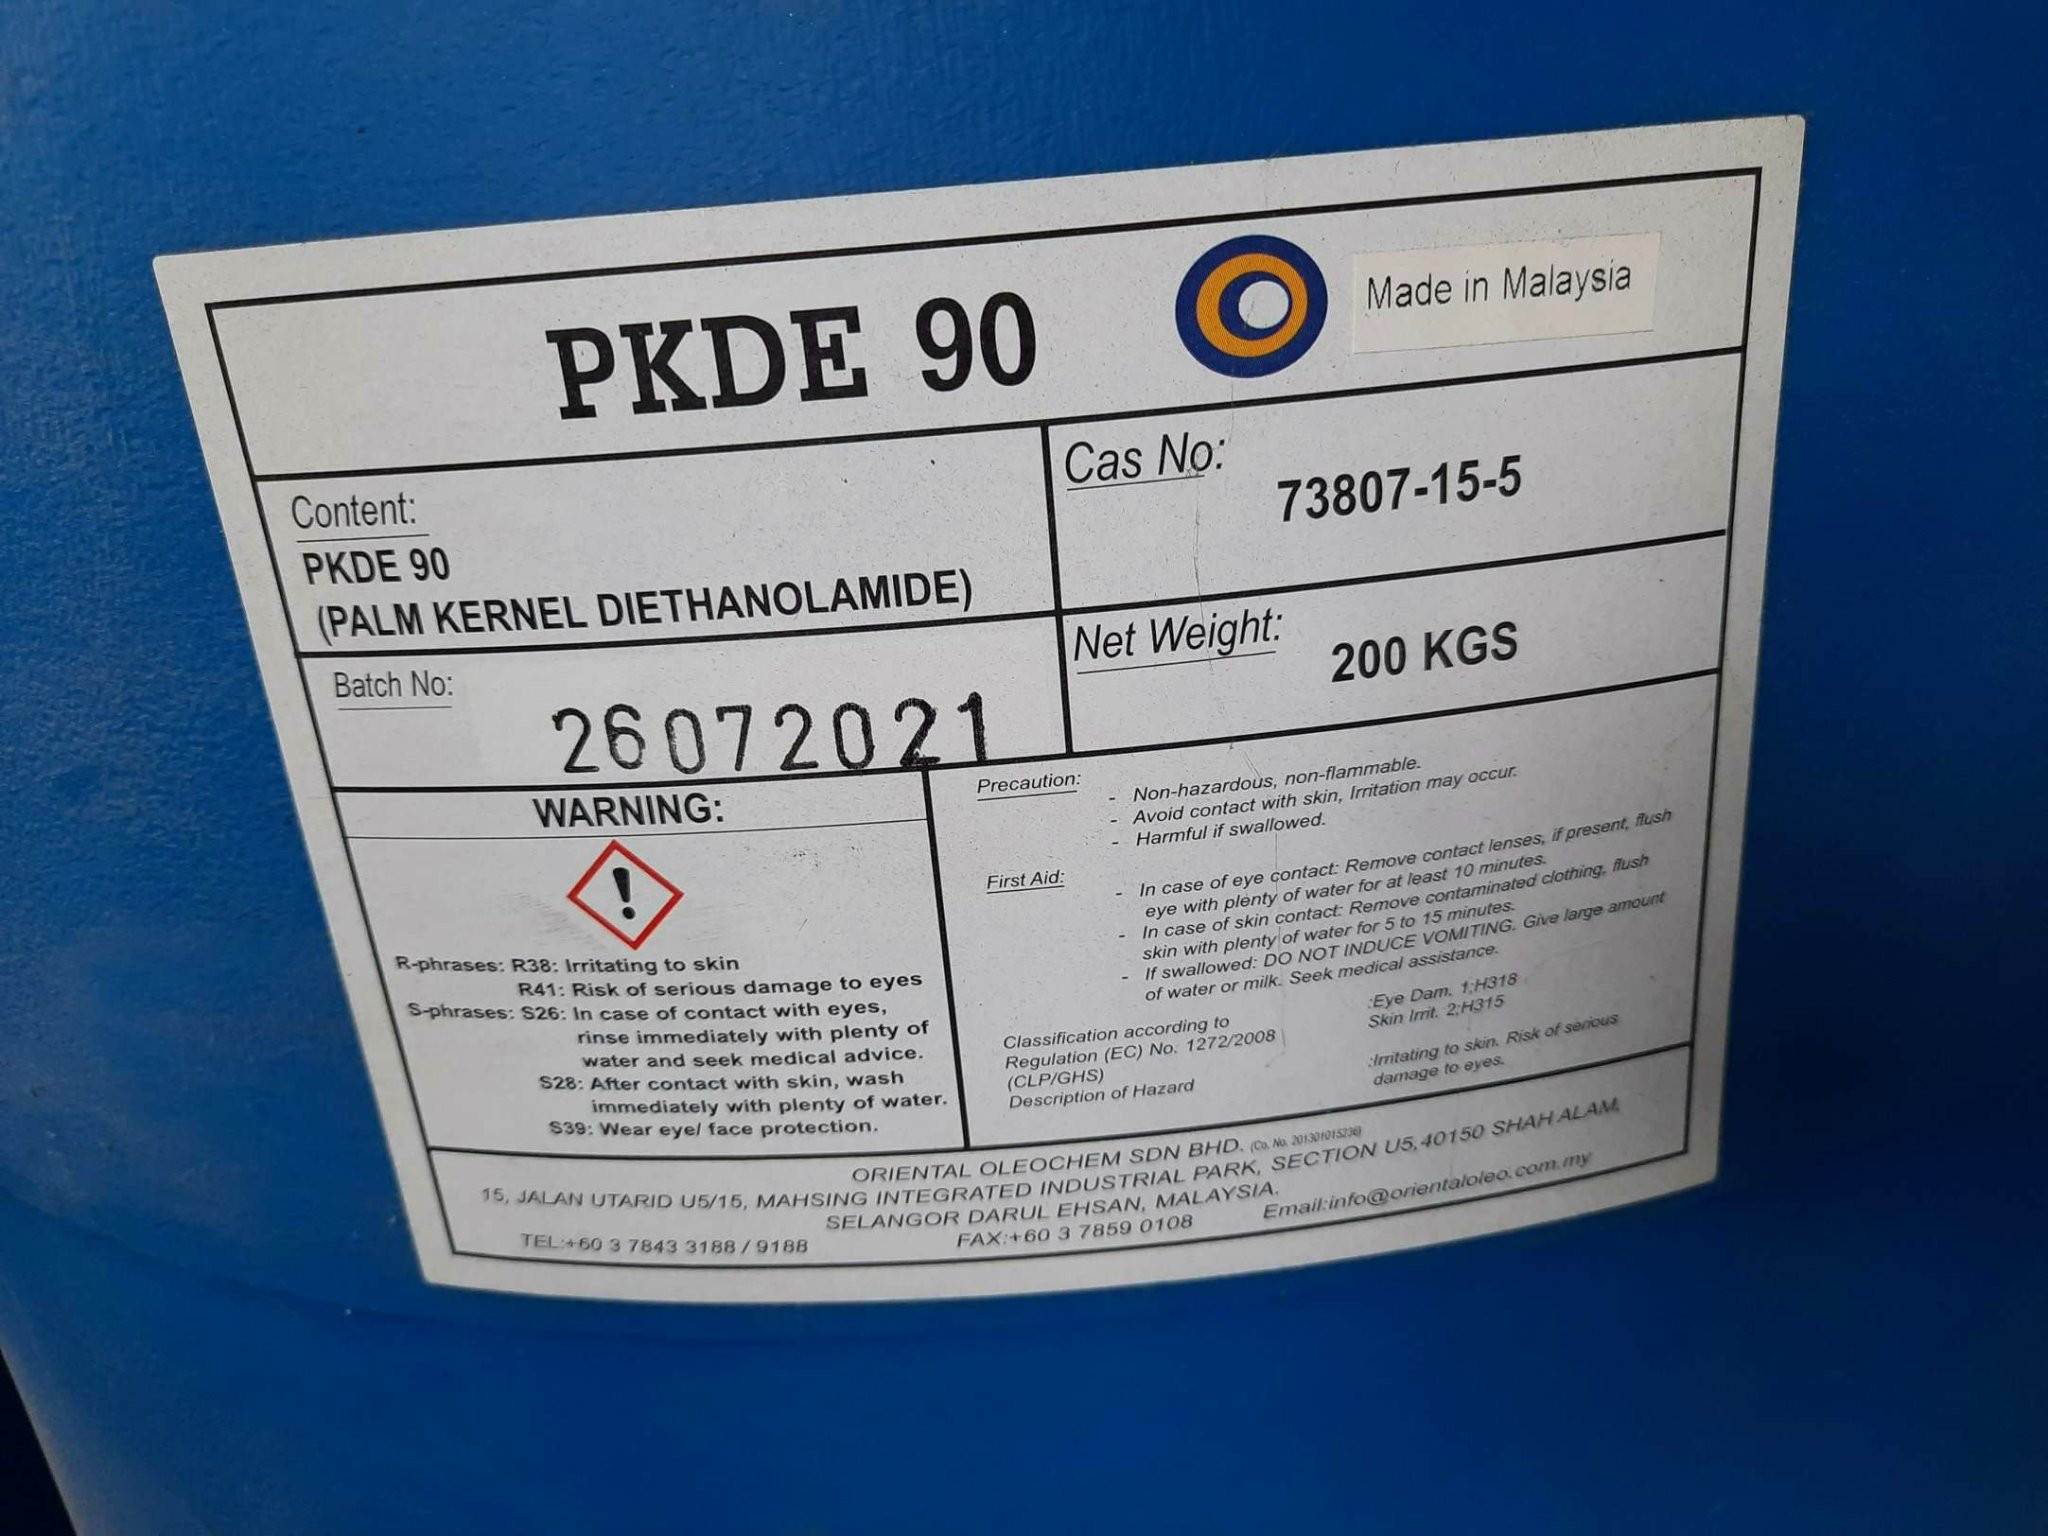 PKDE 90
Made in Malaysia
Content:
PKDE 90
(PALM KERNEL DIETHANOLAMIDE)
Cas No:
73807-15-5
Batch No:
26072021
Net Weight:
200 KGS
WARNING:
R-phrases: R38: Irritating to skin
R41: Risk of serious damage to eyes
S-phrases: S26: In case of contact with eyes,
rinse immediately with plenty of
water and seek medical advice.
S28: After contact with skin, wash
immediately with plenty of water.
S39: Wear eye/ face protection.
Precaution:
- Non-hazardous, non-flammable.
- Avoid contact with skin, Irritation may occur.
- Harmful if swallowed.
First Aid:
- In case of eye contact: Remove contact lenses, if present, flush
eye with plenty of water for at least 10 minutes.
- In case of skin contact: Remove contaminated clothing, flush
skin with plenty of water for 5 to 15 minutes.
- If swallowed: DO NOT INDUCE VOMITING. Give large amount
of water or milk. Seek medical assistance.
Classification according to
Regulation (EC) No. 1272/2008
(CLP/GHS)
:Eye Dam. 1;H318
Skin Irrit. 2;H315
Description of Hazard
:Irritating to skin. Risk of serious
damage to eyes.
ORIENTAL OLEOCHEM SDN BHD. (Co. No. 201301015236)
15, JALAN UTARID U5/15, MAHSING INTEGRATED INDUSTRIAL PARK, SECTION U5, 40150 SHAH ALAM,
SELANGOR DARUL EHSAN, MALAYSIA.
TEL:+60 3 7843 3188 / 9188 FAX:+60 3 7859 0108 Email:info@orientaloleo.com.my